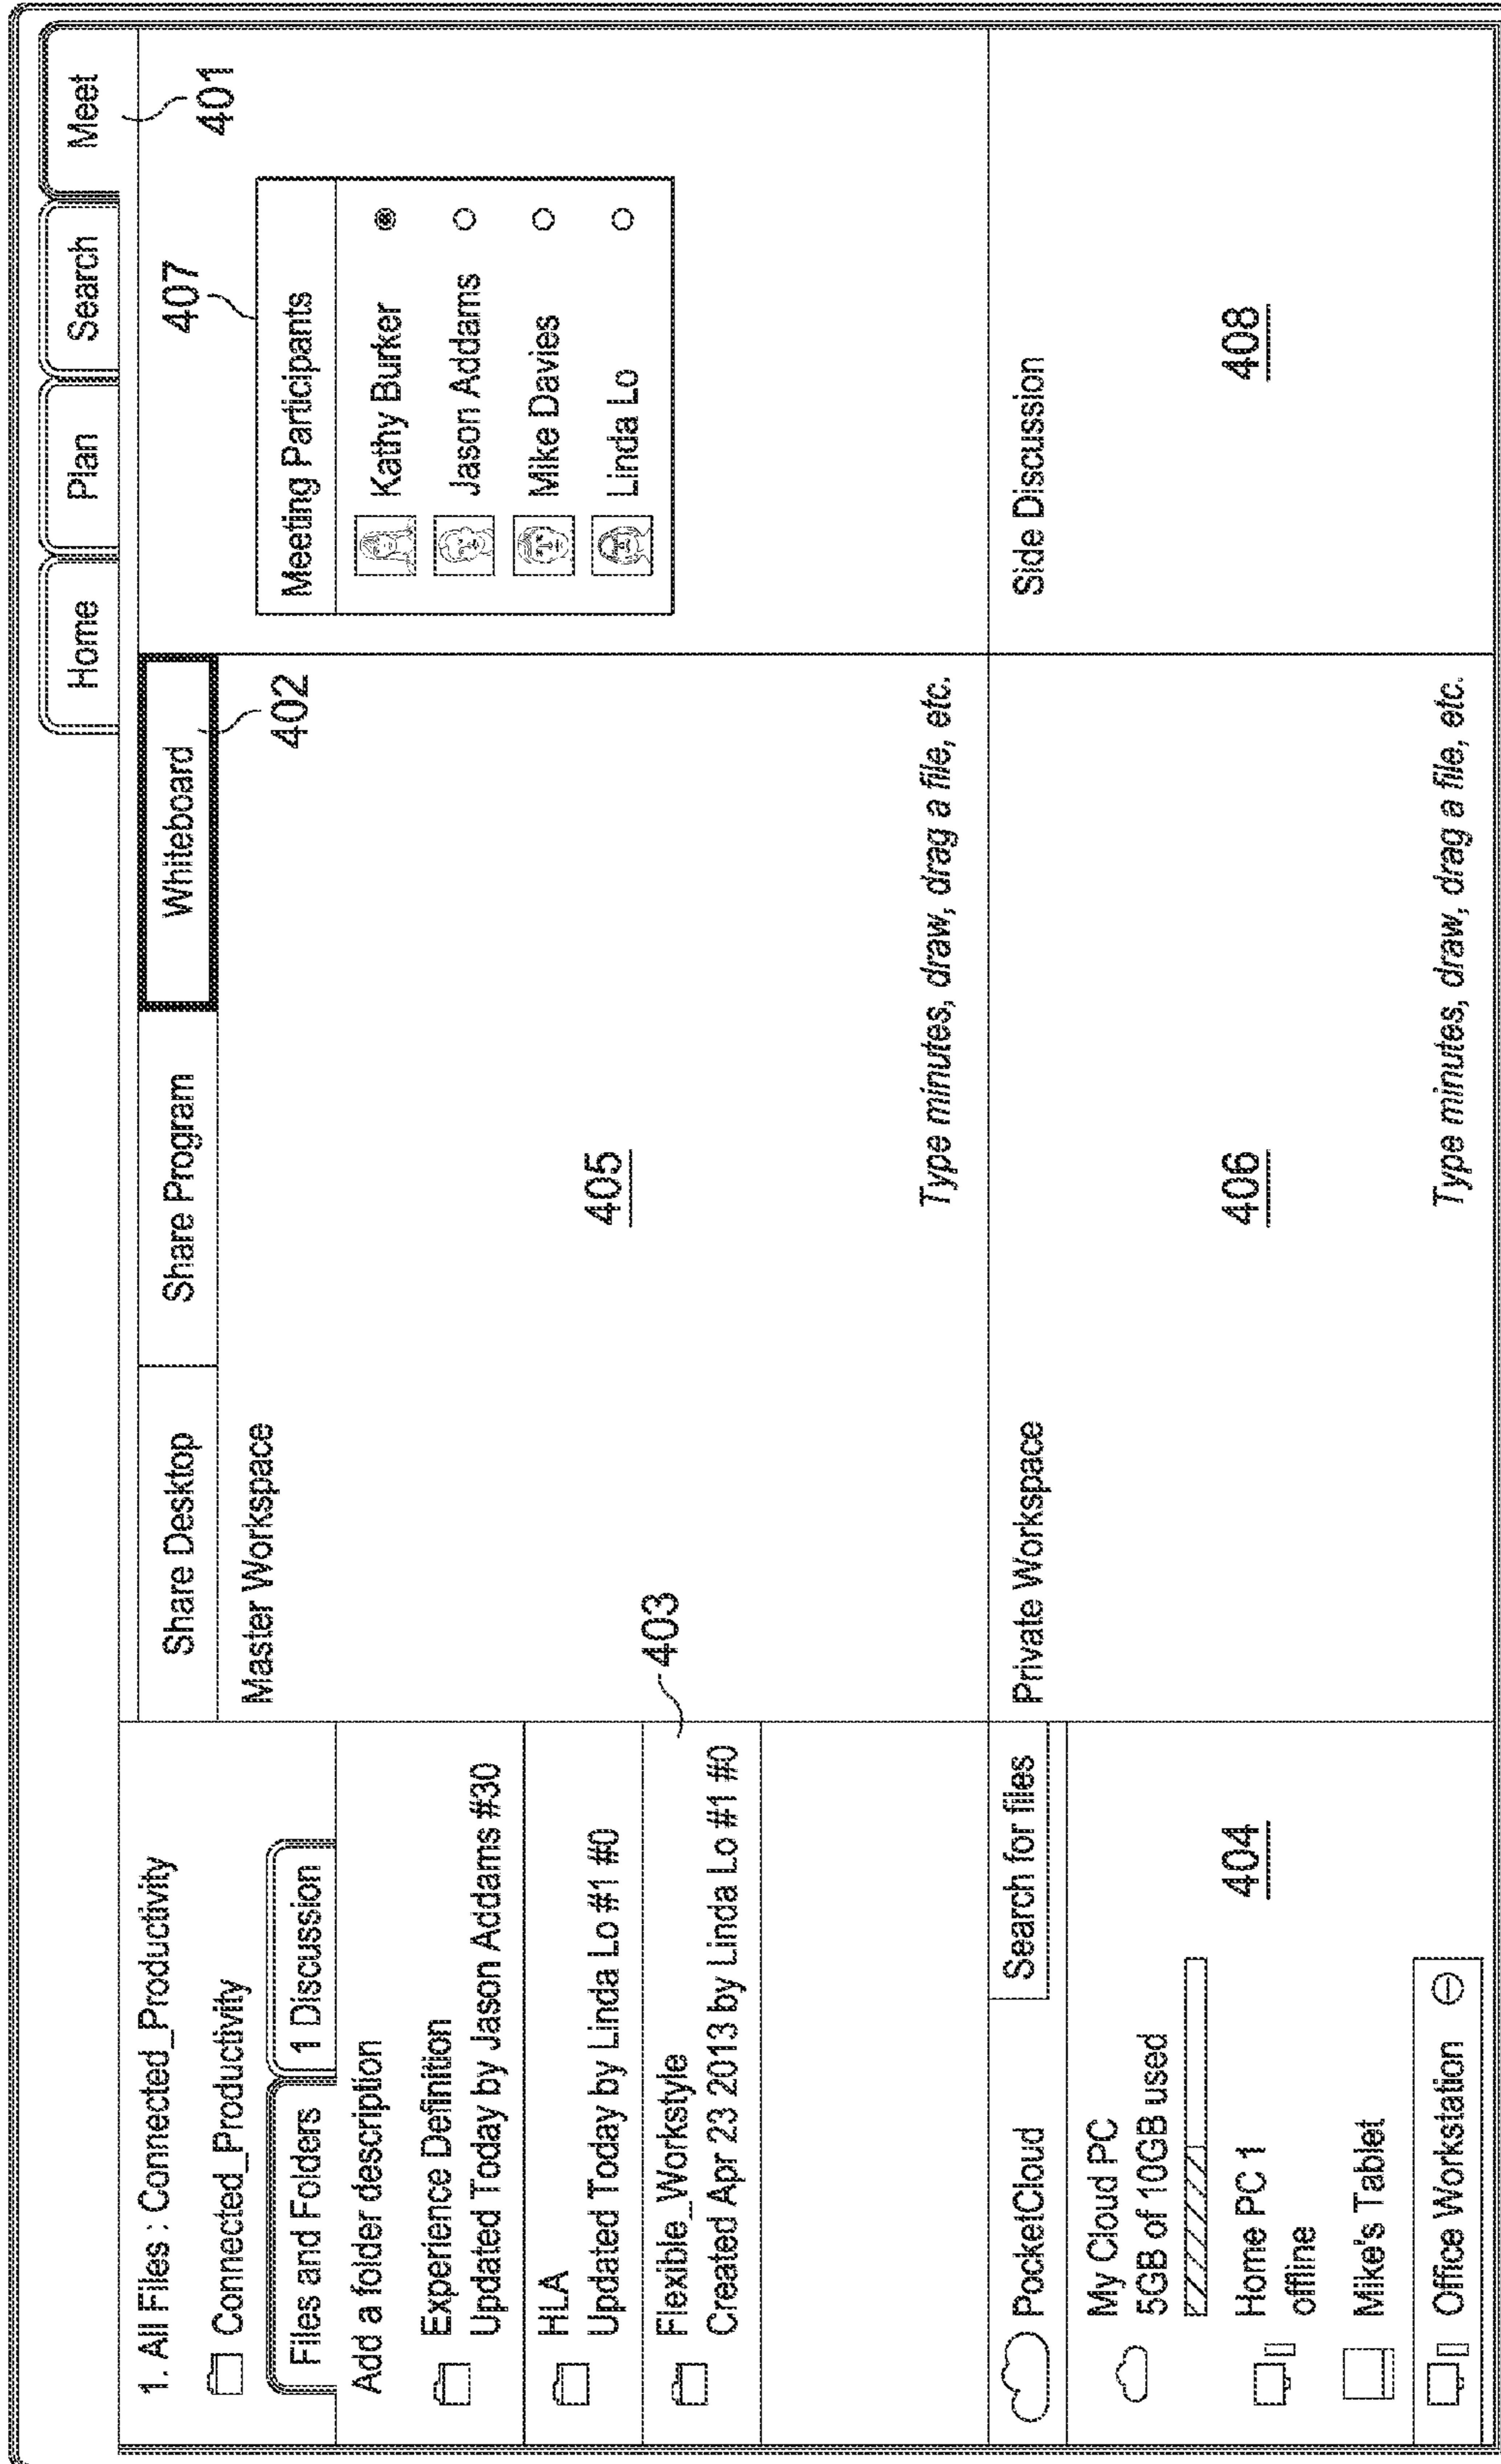 Home
Plan
Search
Meet
401
1. All Files : Connected_Productivity
Connected_Productivity
Files and Folders
1 Discussion
Add a folder description
Experience Definition
Updated Today by Jason Addams #30
HLA
Updated Today by Linda Lo #1 #0
Flexible_Workstyle
Created Apr 23 2013 by Linda Lo #1 #0
403
Share Desktop
Share Program
Whiteboard
402
Master Workspace
405
Type minutes, draw, drag a file, etc.
407
Meeting Participants
Kathy Burker
Jason Addams
Mike Davies
Linda Lo
PocketCloud
Search for files
My Cloud PC
5GB of 10GB used
404
Home PC 1
offline
Mike's Tablet
Office Workstation
Private Workspace
406
Type minutes, draw, drag a file, etc.
Side Discussion
408